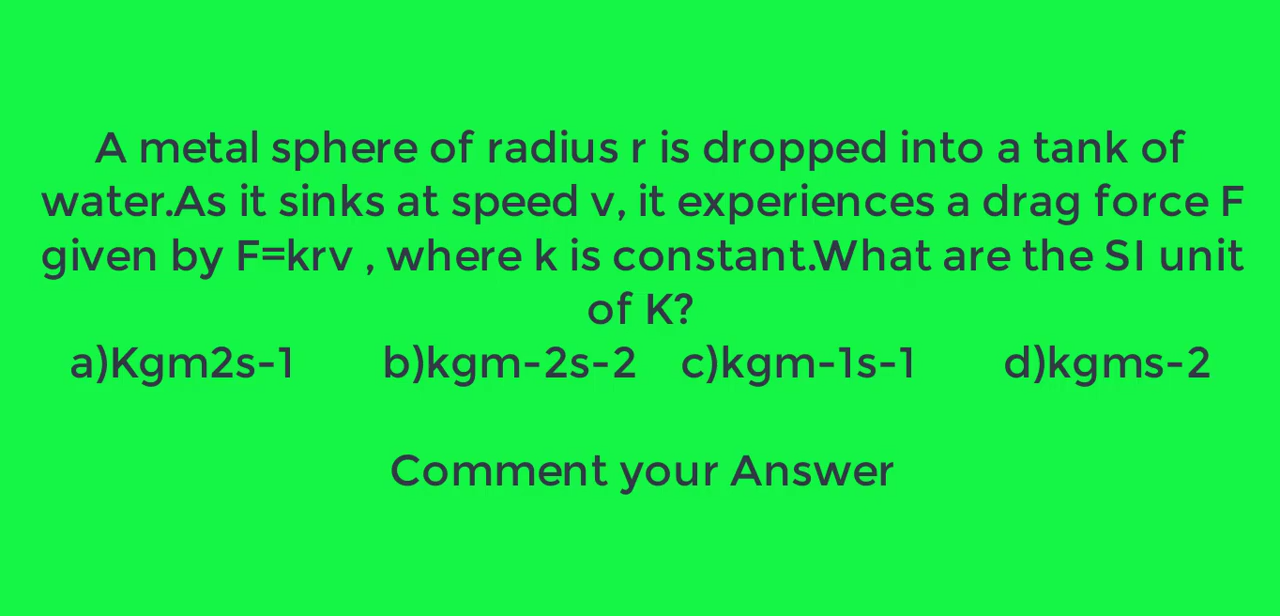 A metal sphere of radius r is dropped into a tank of
water.As it sinks at speed v, it experiences a drag force F
given by F=krv , where k is constant.What are the SI unit
of K?
a)Kgm2s-1 b)kgm-2s-2 c)kgm-1s-1 d)kgms-2
Comment your Answer